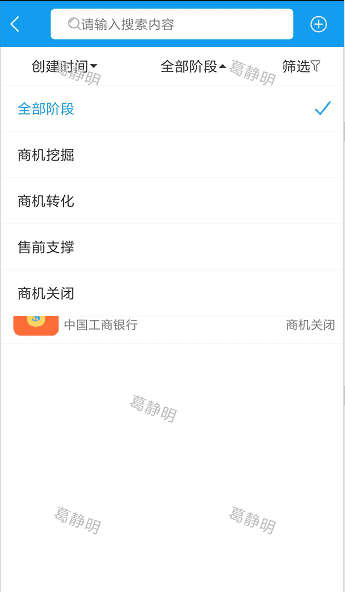 请输入搜索内容
创建时间 全部阶段 筛选
葛静明 葛静明
全部阶段
商机挖掘
商机转化
售前支撑
商机关闭
中国工商银行 商机关闭
葛静明
葛静明 葛静明